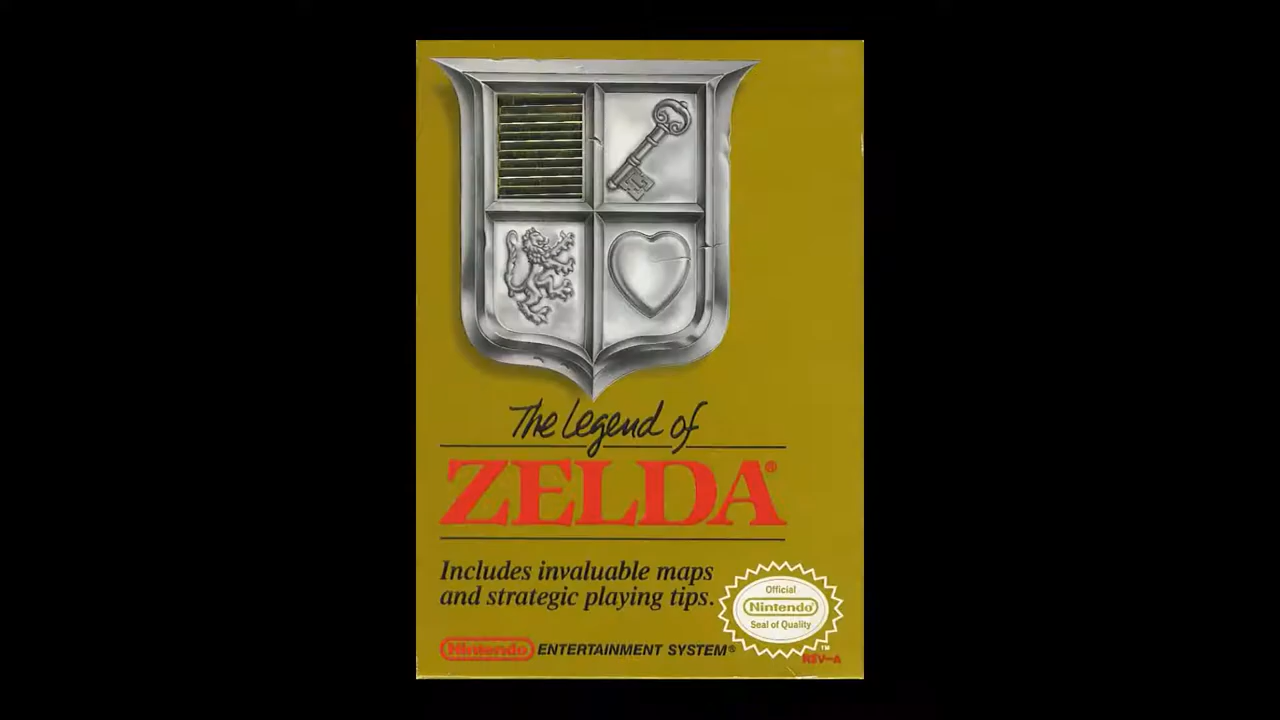 The Legend of
ZELDA®
Includes invaluable maps
and strategic playing tips.
Official
Nintendo®
Seal of Quality
Nintendo ENTERTAINMENT SYSTEM®
TM
REV-A